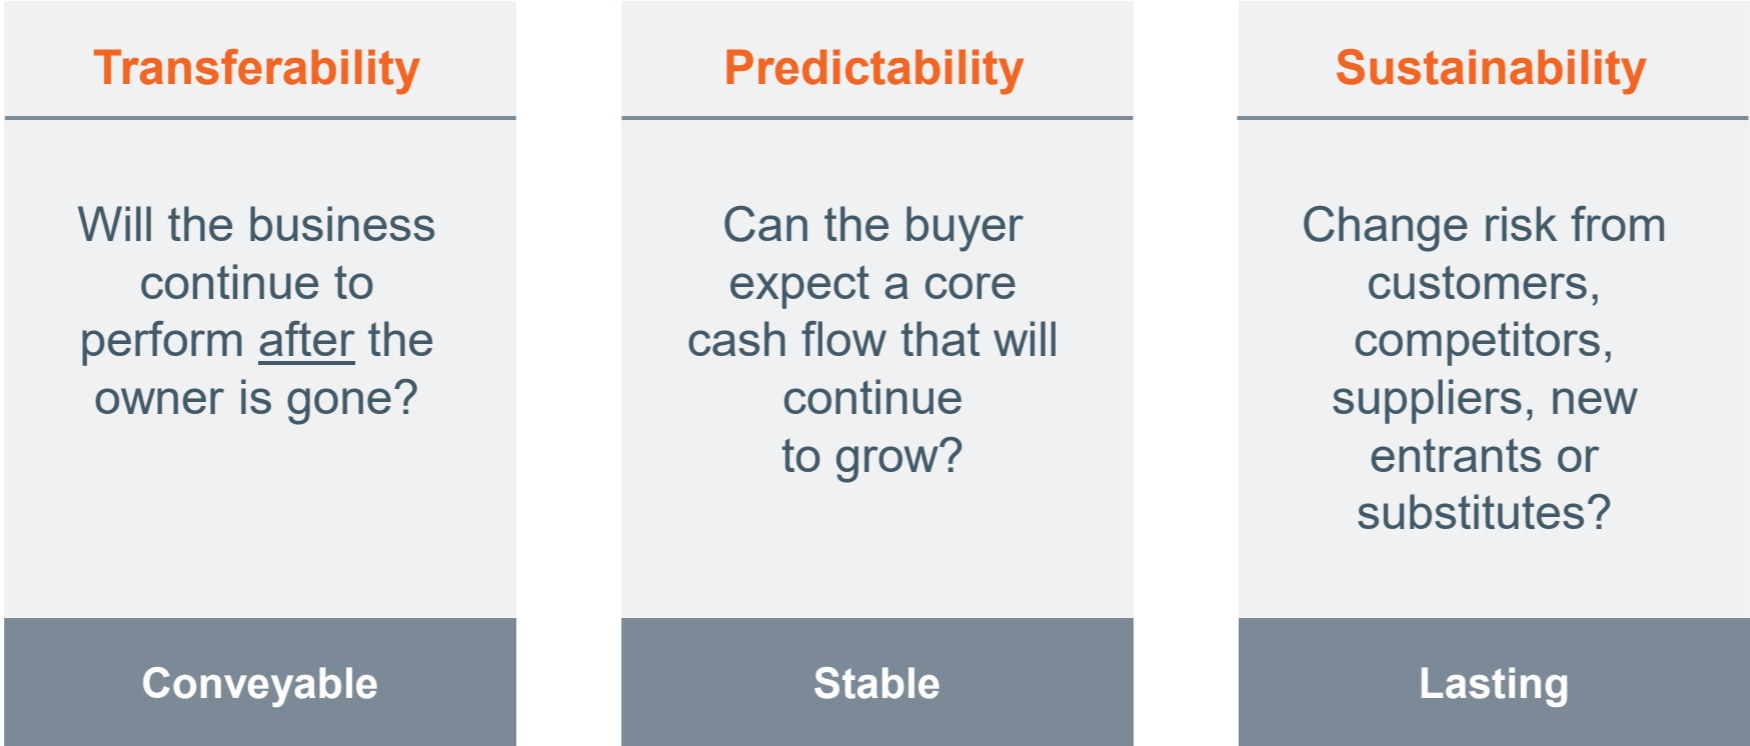 Transferability
Will the business
continue to
perform after the
owner is gone?
Conveyable
Predictability
Can the buyer
expect a core
cash flow that will
continue
to grow?
Stable
Sustainability
Change risk from
customers,
competitors,
suppliers, new
entrants or
substitutes?
Lasting